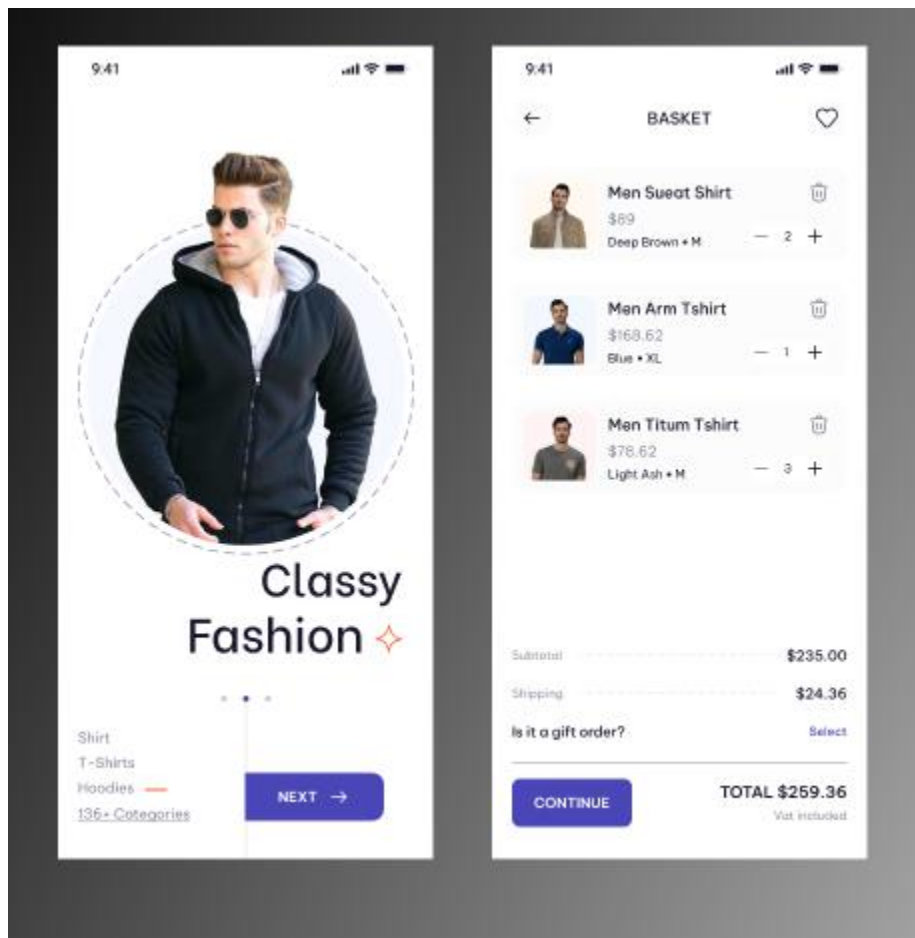 9:41
Classy
Fashion
Shirt
T-Shirts
Hoodies
136+ Categories
NEXT
9:41
BASKET
Men Sueat Shirt
$89
Deep Brown • M
2
Men Arm Tshirt
$168.62
Blue • XL
1
Men Titum Tshirt
$78.62
Light Ash • M
3
Subtotal $235.00
Shipping $24.36
Is it a gift order? Select
CONTINUE
TOTAL $259.36
Vat included